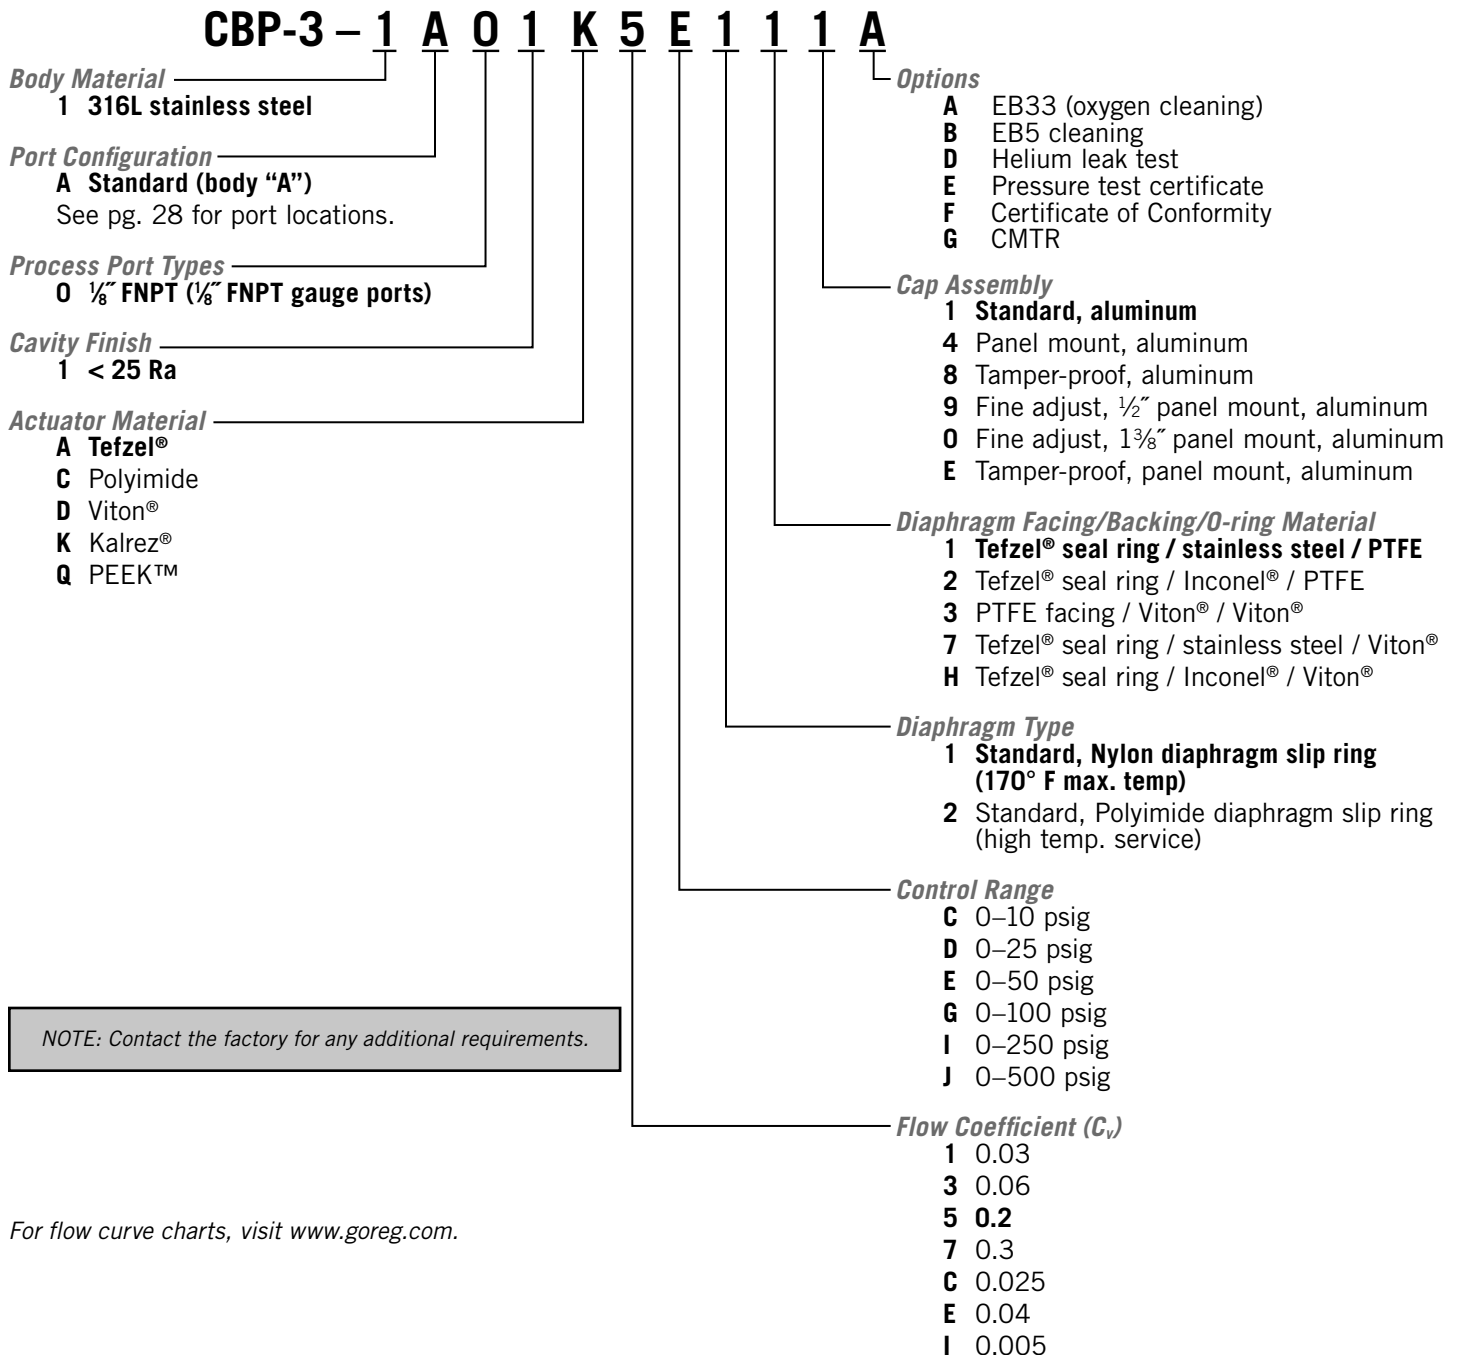 CBP-3 – 1 A 0 1 K 5 E 1 1 1 A
Body Material
1 316L stainless steel
Port Configuration
A Standard (body “A”)
See pg. 28 for port locations.
Process Port Types
0 ⅛˝ FNPT (⅛˝ FNPT gauge ports)
Cavity Finish
1 < 25 Ra
Actuator Material
A Tefzel®
C Polyimide
D Viton®
K Kalrez®
Q PEEK™
NOTE: Contact the factory for any additional requirements.
For flow curve charts, visit www.goreg.com.
Options
A EB33 (oxygen cleaning)
B EB5 cleaning
D Helium leak test
E Pressure test certificate
F Certificate of Conformity
G CMTR
Cap Assembly
1 Standard, aluminum
4 Panel mount, aluminum
8 Tamper-proof, aluminum
9 Fine adjust, ½˝ panel mount, aluminum
0 Fine adjust, 1⅜˝ panel mount, aluminum
E Tamper-proof, panel mount, aluminum
Diaphragm Facing/Backing/O-ring Material
1 Tefzel® seal ring / stainless steel / PTFE
2 Tefzel® seal ring / Inconel® / PTFE
3 PTFE facing / Viton® / Viton®
7 Tefzel® seal ring / stainless steel / Viton®
H Tefzel® seal ring / Inconel® / Viton®
Diaphragm Type
1 Standard, Nylon diaphragm slip ring
(170° F max. temp)
2 Standard, Polyimide diaphragm slip ring
(high temp. service)
Control Range
C 0–10 psig
D 0–25 psig
E 0–50 psig
G 0–100 psig
I 0–250 psig
J 0–500 psig
Flow Coefficient (Cv)
1 0.03
3 0.06
5 0.2
7 0.3
C 0.025
E 0.04
I 0.005